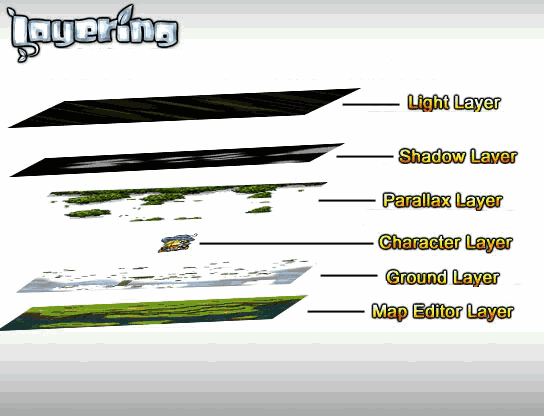 Layering
Light Layer
Shadow Layer
Parallax Layer
Character Layer
Ground Layer
Map Editor Layer